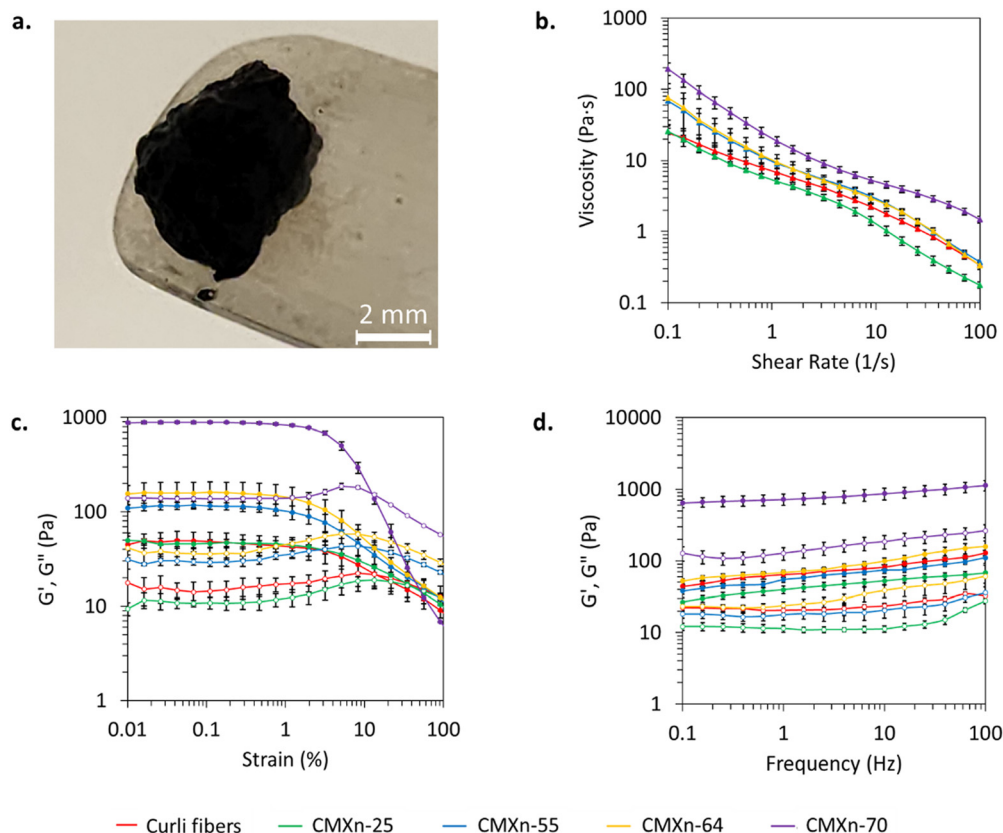 a.
2 mm
b.
Viscosity (Pa·s)
1000
100
10
1
0.1
0.1 1 10 100
Shear Rate (1/s)
c.
G', G'' (Pa)
1000
100
10
1
0.01 0.1 1 10 100
Strain (%)
d.
G', G'' (Pa)
10000
1000
100
10
1
0.1 1 10 100
Frequency (Hz)
Curli fibers CMXn-25 CMXn-55 CMXn-64 CMXn-70